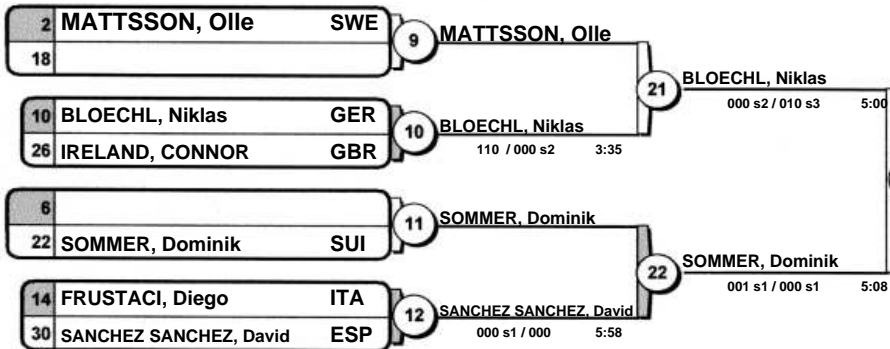 2 MATTSSON, Olle SWE
18
9 MATTSSON, Olle
10 BLOECHL, Niklas GER
26 IRELAND, CONNOR GBR
10 BLOECHL, Niklas
110 / 000 s2 3:35
21 BLOECHL, Niklas
000 s2 / 010 s3 5:00
6
22 SOMMER, Dominik SUI
11 SOMMER, Dominik
14 FRUSTACI, Diego ITA
30 SANCHEZ SANCHEZ, David ESP
12 SANCHEZ SANCHEZ, David
000 s1 / 000 5:58
22 SOMMER, Dominik
001 s1 / 000 s1 5:08